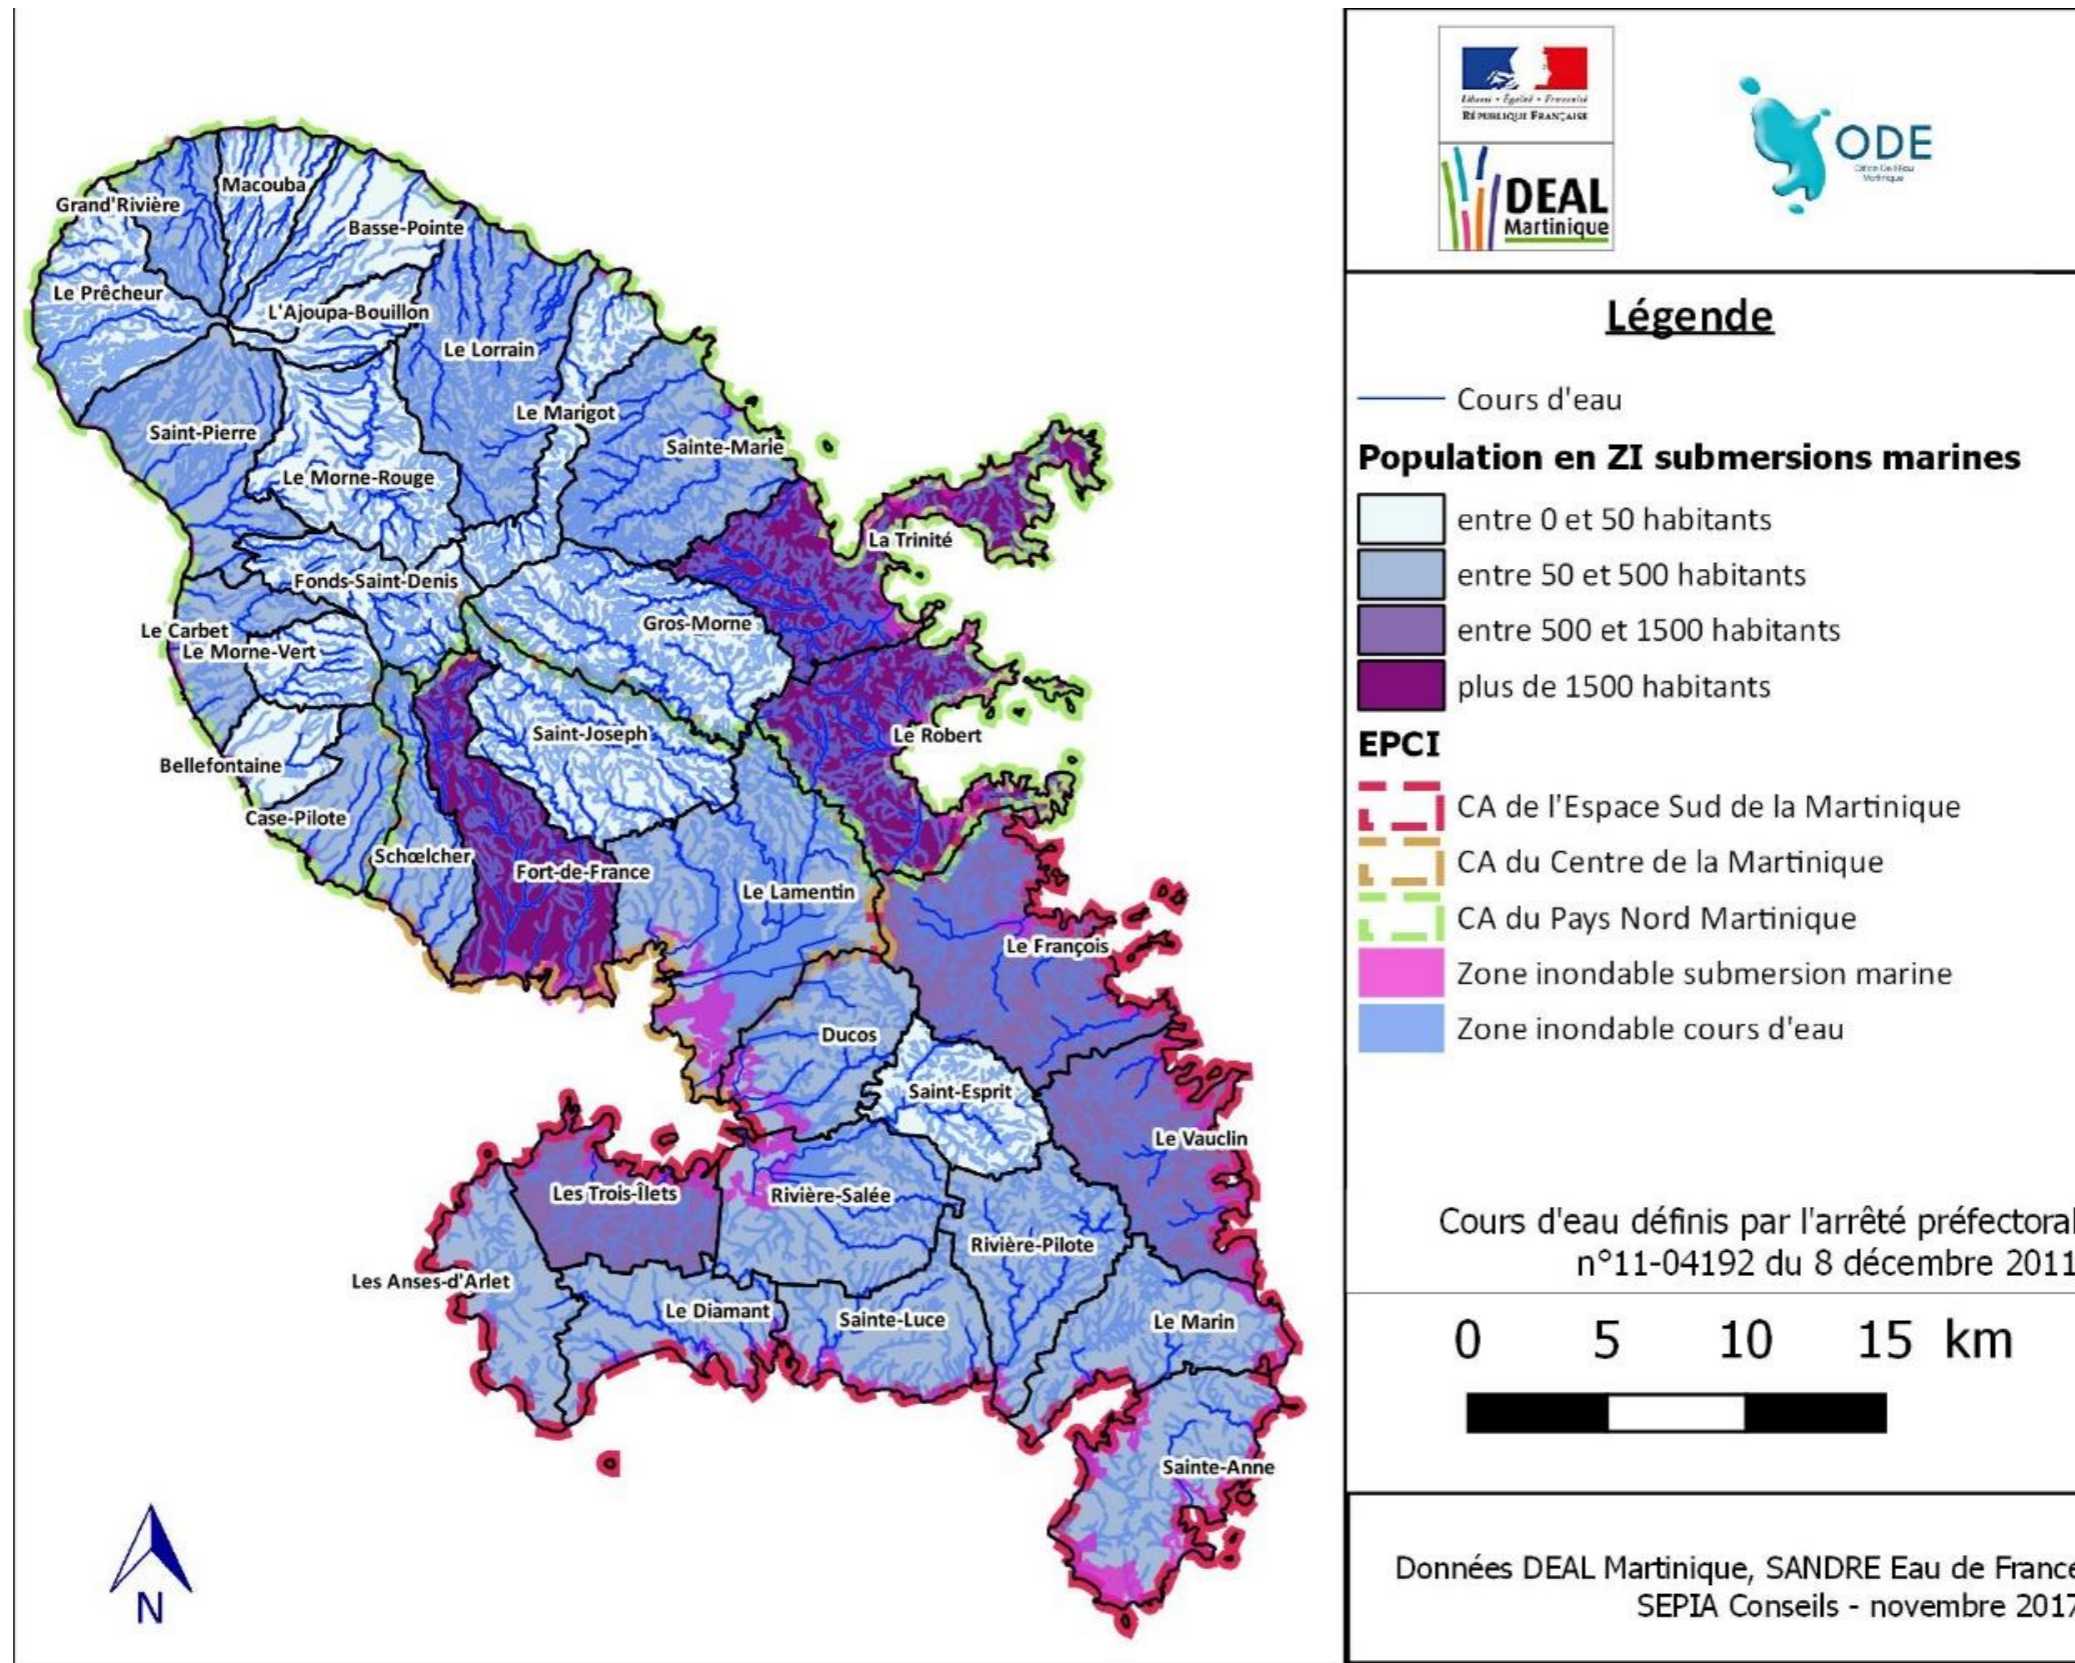 Grand'Rivière
Macouba
Basse-Pointe
Le Prêcheur
L'Ajoupa-Bouillon
Le Lorrain
Le Marigot
Saint-Pierre
Sainte-Marie
Le Morne-Rouge
La Trinité
Fonds-Saint-Denis
Gros-Morne
Le Carbet
Le Morne-Vert
Saint-Joseph
Le Robert
Bellefontaine
Case-Pilote
Schœlcher
Fort-de-France
Le Lamentin
Le François
Ducos
Saint-Esprit
Le Vauclin
Les Trois-Îlets
Rivière-Salée
Rivière-Pilote
Les Anses-d'Arlet
Le Diamant
Sainte-Luce
Le Marin
Sainte-Anne
N
Liberté • Égalité • Fraternité
RÉPUBLIQUE FRANÇAISE
DEAL
Martinique
ODE
Office De l'Eau
Martinique
Légende
Cours d'eau
Population en ZI submersions marines
entre 0 et 50 habitants
entre 50 et 500 habitants
entre 500 et 1500 habitants
plus de 1500 habitants
EPCI
CA de l'Espace Sud de la Martinique
CA du Centre de la Martinique
CA du Pays Nord Martinique
Zone inondable submersion marine
Zone inondable cours d'eau
Cours d'eau définis par l'arrêté préfectoral
n°11-04192 du 8 décembre 2011
0 5 10 15 km
Données DEAL Martinique, SANDRE Eau de France
SEPIA Conseils - novembre 2017